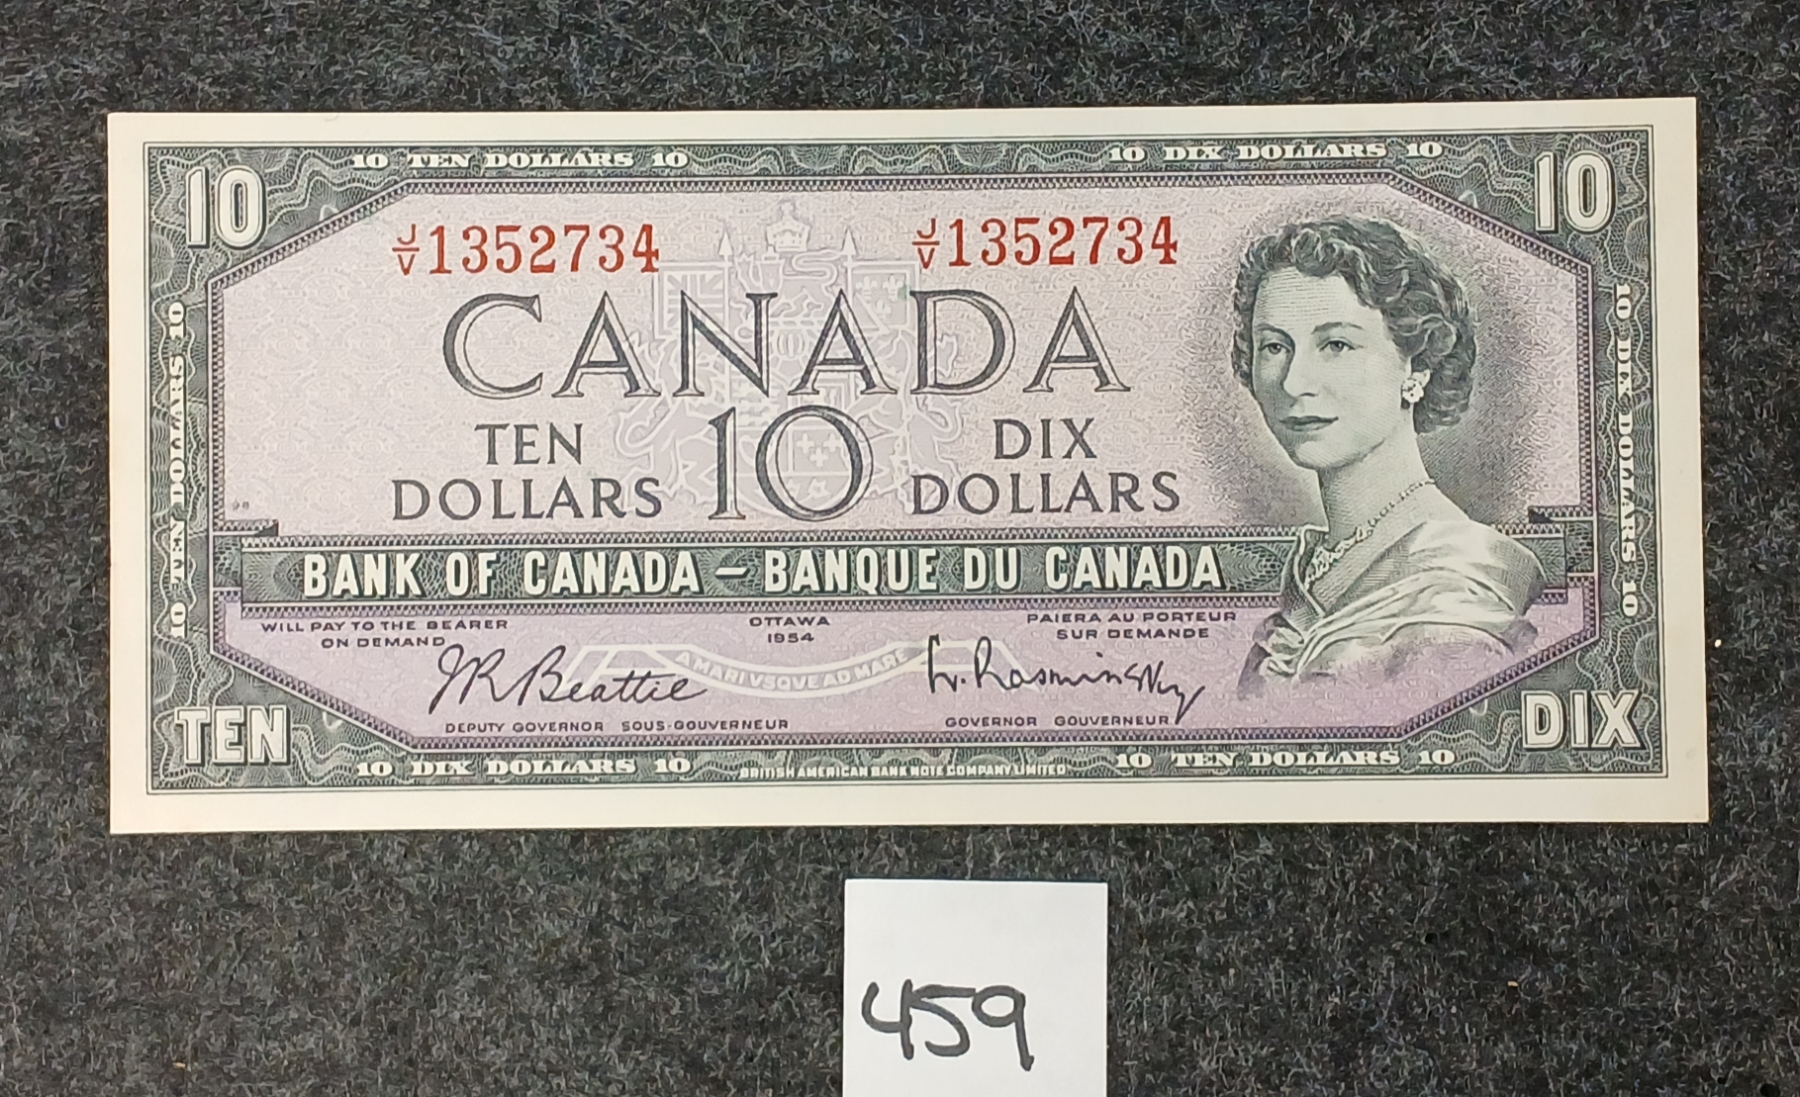 10 TEN DOLLARS 10
10 DIX DOLLARS 10
10
10
J/V 1352734
J/V 1352734
CANADA
TEN DOLLARS
10
DIX DOLLARS
10 TEN DOLLARS 10
10 DIX DOLLARS 10
BANK OF CANADA – BANQUE DU CANADA
WILL PAY TO THE BEARER
ON DEMAND
OTTAWA
1954
PAIERA AU PORTEUR
SUR DEMANDE
A MARI VSQVE AD MARE
J.R. Beattie
L. Rasminsky
DEPUTY GOVERNOR SOUS-GOUVERNEUR
GOVERNOR GOUVERNEUR
TEN
DIX
10 DIX DOLLARS 10
BRITISH AMERICAN BANK NOTE COMPANY LIMITED
10 TEN DOLLARS 10
459